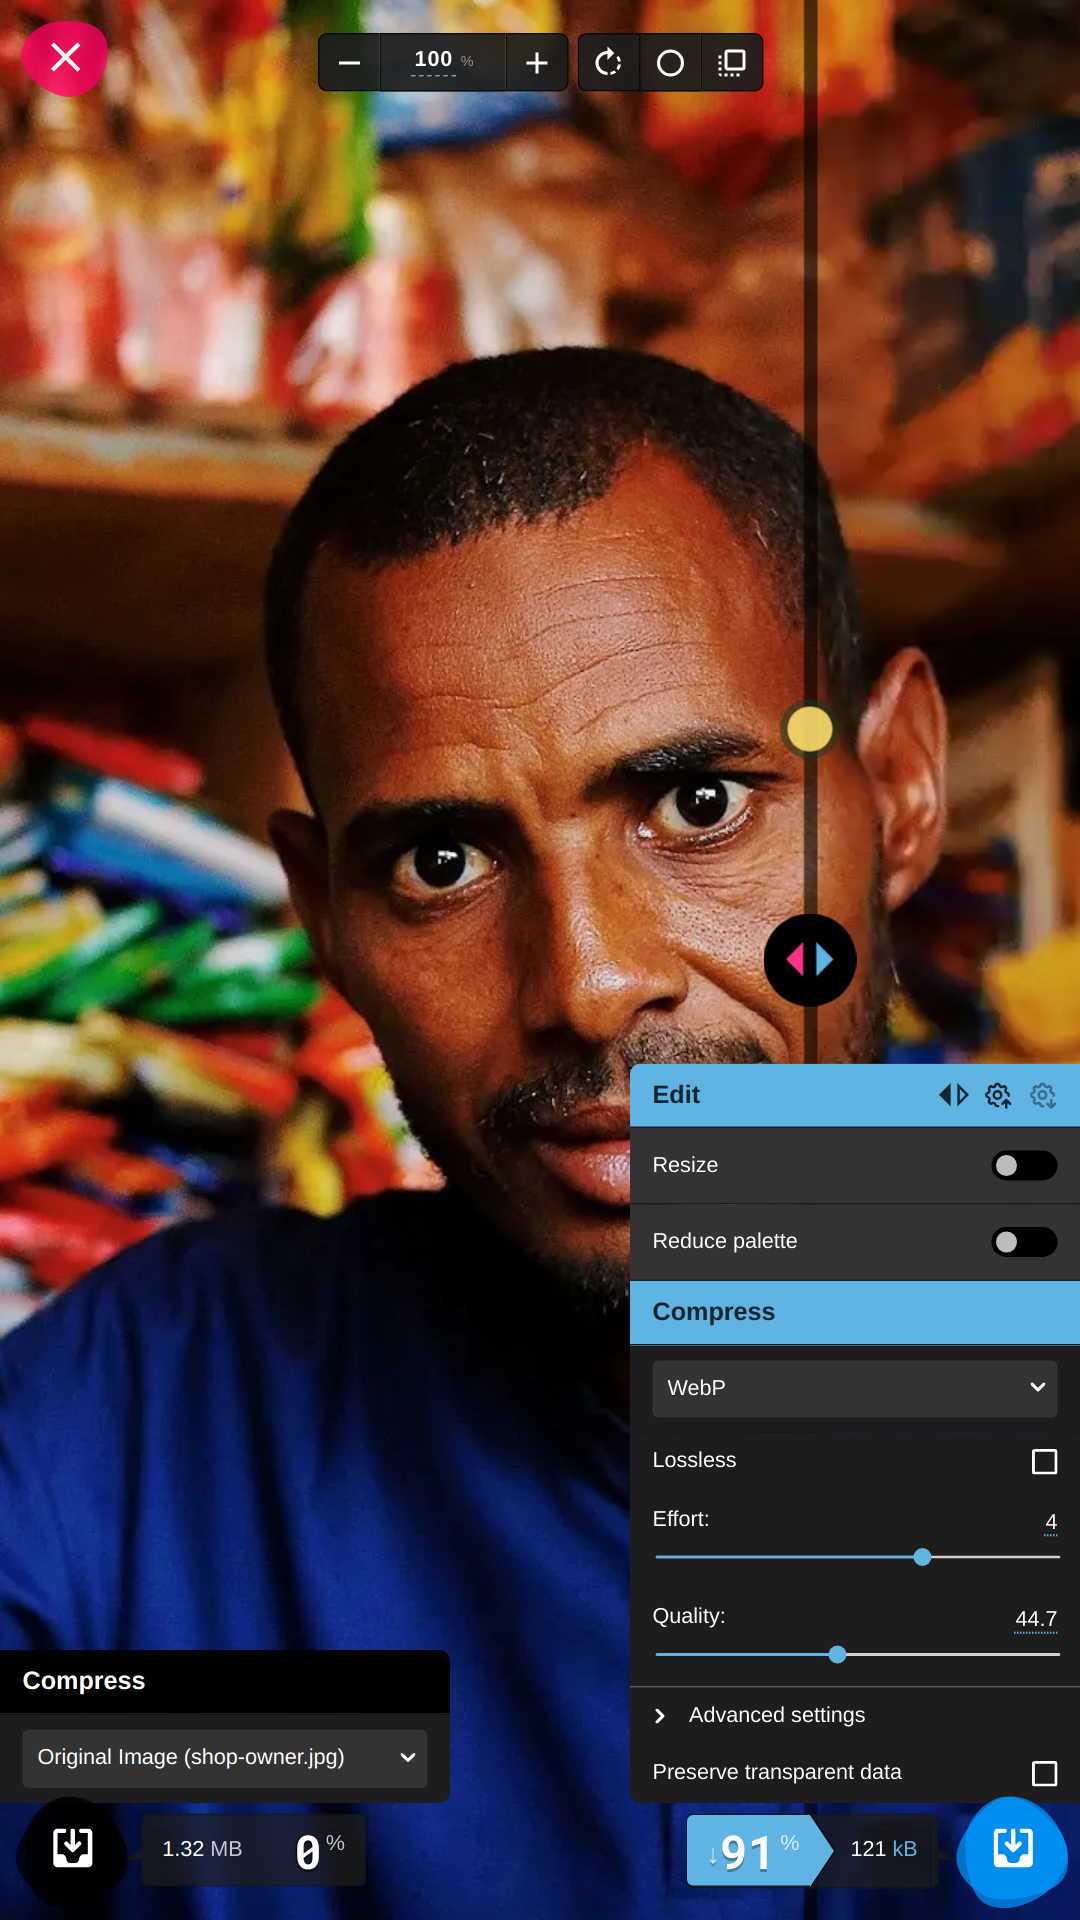 100 %
Edit
Resize
Reduce palette
Compress
WebP
Lossless
Effort:
4
Quality:
44.7
Advanced settings
Preserve transparent data
Compress
Original Image (shop-owner.jpg)
1.32 MB
0 %
↓91 %
121 kB